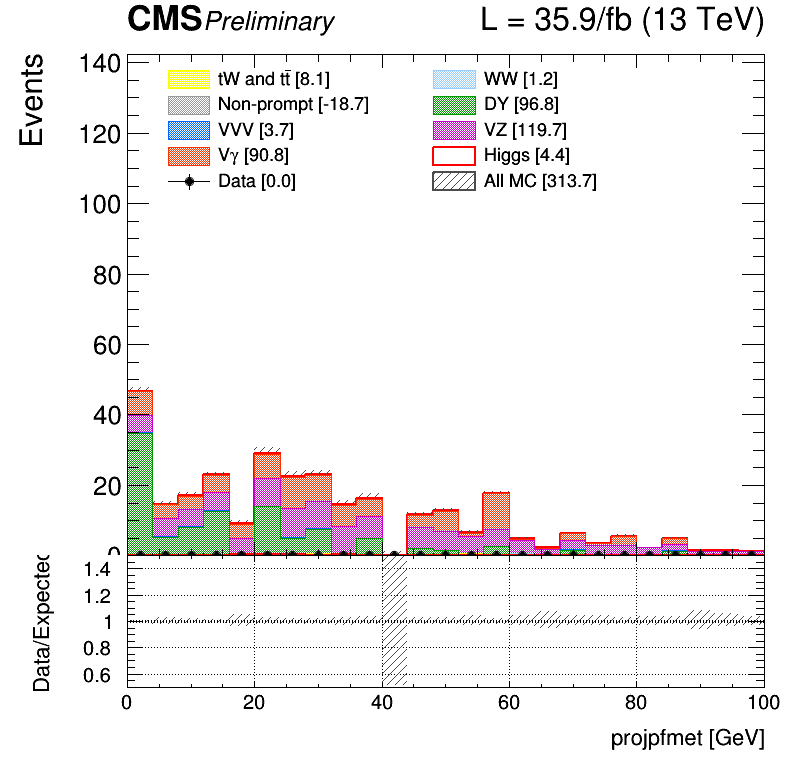 CMS Preliminary L = 35.9/fb (13 TeV)
Events
140
120
100
80
60
40
20
0
tW and tt̄ [8.1]
Non-prompt [-18.7]
VVV [3.7]
Vγ [90.8]
Data [0.0]
WW [1.2]
DY [96.8]
VZ [119.7]
Higgs [4.4]
All MC [313.7]
Data/Expected
1.4
1.2
1
0.8
0.6
0 20 40 60 80 100
projpfmet [GeV]